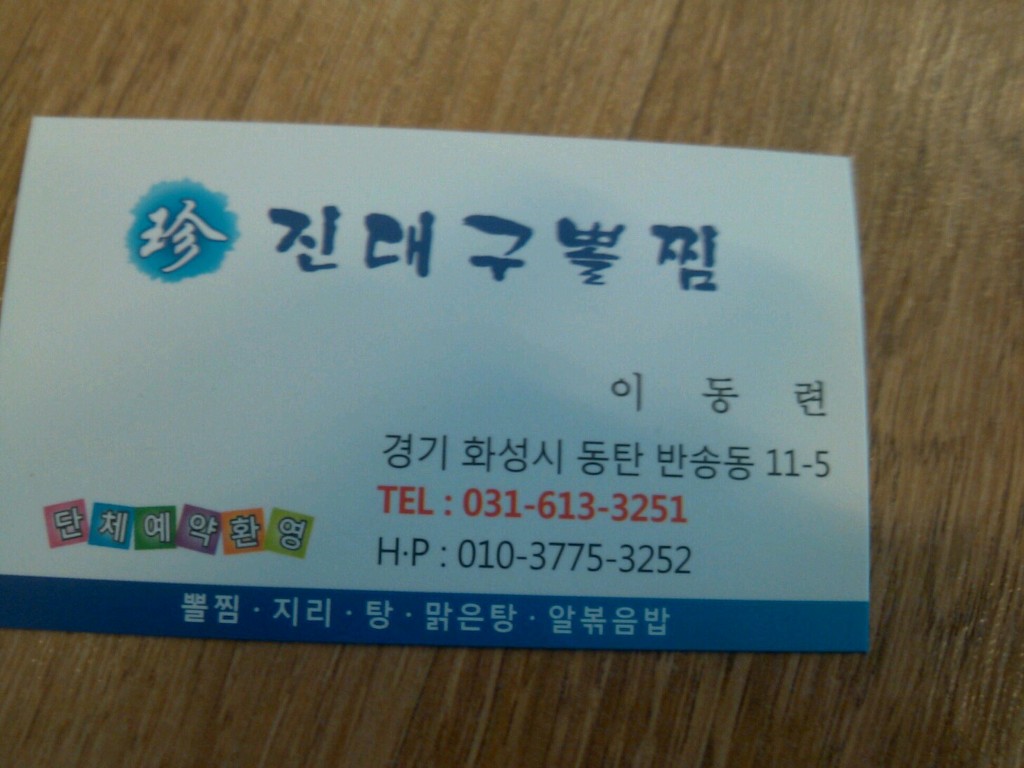 珍 진대구뽈찜
이 동 련
경기 화성시 동탄 반송동 11-5
TEL : 031-613-3251
단체예약환영
H·P : 010-3775-3252
뽈찜 · 지리 · 탕 · 맑은탕 · 알볶음밥